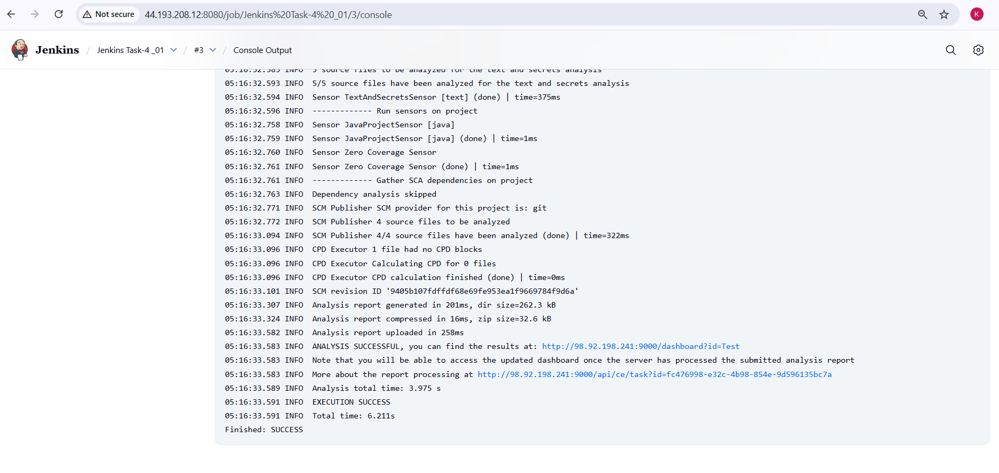 Not secure
44.193.208.12:8080/job/Jenkins%20Task-4%20_01/3/console
K
Jenkins / Jenkins Task-4 _01 / #3 / Console Output
05:16:32.585 INFO  5 source files to be analyzed for the text and secrets analysis
05:16:32.593 INFO  5/5 source files have been analyzed for the text and secrets analysis
05:16:32.594 INFO  Sensor TextAndSecretsSensor [text] (done) | time=375ms
05:16:32.596 INFO  ------------- Run sensors on project
05:16:32.758 INFO  Sensor JavaProjectSensor [java]
05:16:32.759 INFO  Sensor JavaProjectSensor [java] (done) | time=1ms
05:16:32.760 INFO  Sensor Zero Coverage Sensor
05:16:32.761 INFO  Sensor Zero Coverage Sensor (done) | time=1ms
05:16:32.761 INFO  ------------- Gather SCA dependencies on project
05:16:32.763 INFO  Dependency analysis skipped
05:16:32.771 INFO  SCM Publisher SCM provider for this project is: git
05:16:32.772 INFO  SCM Publisher 4 source files to be analyzed
05:16:33.094 INFO  SCM Publisher 4/4 source files have been analyzed (done) | time=322ms
05:16:33.096 INFO  CPD Executor 1 file had no CPD blocks
05:16:33.096 INFO  CPD Executor Calculating CPD for 0 files
05:16:33.096 INFO  CPD Executor CPD calculation finished (done) | time=0ms
05:16:33.101 INFO  SCM revision ID '9405b107fdffdf68e69fe953ea1f9669784f9d6a'
05:16:33.307 INFO  Analysis report generated in 201ms, dir size=262.3 kB
05:16:33.324 INFO  Analysis report compressed in 16ms, zip size=32.6 kB
05:16:33.582 INFO  Analysis report uploaded in 258ms
05:16:33.583 INFO  ANALYSIS SUCCESSFUL, you can find the results at: http://98.92.198.241:9000/dashboard?id=Test
05:16:33.583 INFO  Note that you will be able to access the updated dashboard once the server has processed the submitted analysis report
05:16:33.583 INFO  More about the report processing at http://98.92.198.241:9000/api/ce/task?id=fc476998-e32c-4b98-854e-9d596135bc7a
05:16:33.589 INFO  Analysis total time: 3.975 s
05:16:33.591 INFO  EXECUTION SUCCESS
05:16:33.591 INFO  Total time: 6.211s
Finished: SUCCESS